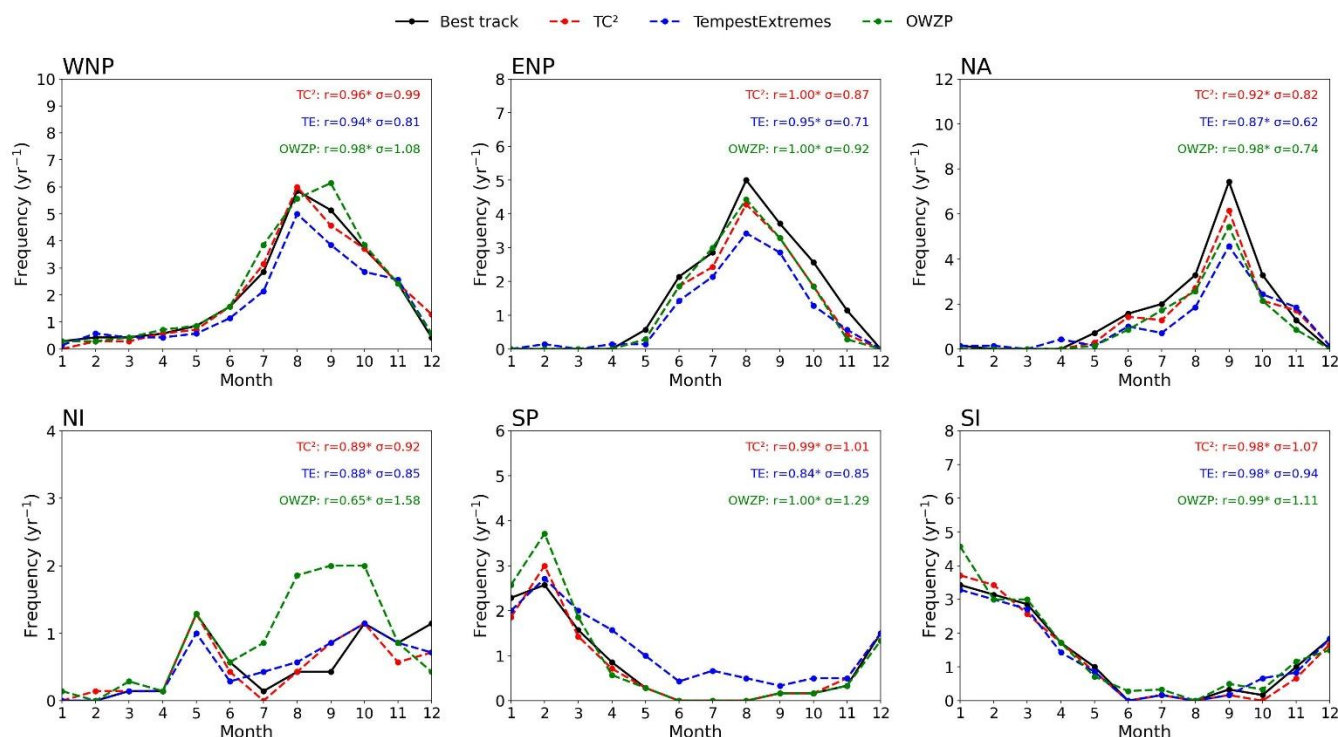 Best track TC² TempestExtremes OWZP
WNP
TC²: r=0.96* σ=0.99
TE: r=0.94* σ=0.81
OWZP: r=0.98* σ=1.08
Frequency (yr⁻¹)
10
9
8
7
6
5
4
3
2
1
0
1 2 3 4 5 6 7 8 9 10 11 12
Month
ENP
TC²: r=1.00* σ=0.87
TE: r=0.95* σ=0.71
OWZP: r=1.00* σ=0.92
Frequency (yr⁻¹)
8
7
6
5
4
3
2
1
0
1 2 3 4 5 6 7 8 9 10 11 12
Month
NA
TC²: r=0.92* σ=0.82
TE: r=0.87* σ=0.62
OWZP: r=0.98* σ=0.74
Frequency (yr⁻¹)
12
10
8
6
4
2
0
1 2 3 4 5 6 7 8 9 10 11 12
Month
NI
TC²: r=0.89* σ=0.92
TE: r=0.88* σ=0.85
OWZP: r=0.65* σ=1.58
Frequency (yr⁻¹)
4
3
2
1
0
1 2 3 4 5 6 7 8 9 10 11 12
Month
SP
TC²: r=0.99* σ=1.01
TE: r=0.84* σ=0.85
OWZP: r=1.00* σ=1.29
Frequency (yr⁻¹)
6
5
4
3
2
1
0
1 2 3 4 5 6 7 8 9 10 11 12
Month
SI
TC²: r=0.98* σ=1.07
TE: r=0.98* σ=0.94
OWZP: r=0.99* σ=1.11
Frequency (yr⁻¹)
8
7
6
5
4
3
2
1
0
1 2 3 4 5 6 7 8 9 10 11 12
Month